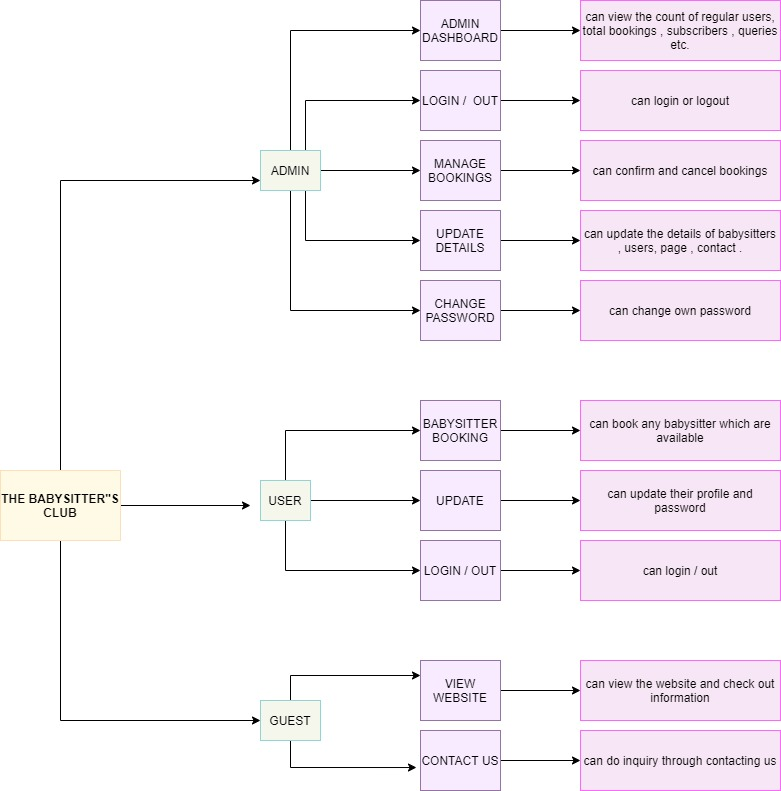 ADMIN
DASHBOARD
can view the count of regular users,
total bookings , subscribers , queries
etc.
LOGIN / OUT
can login or logout
ADMIN
MANAGE
BOOKINGS
can confirm and cancel bookings
UPDATE
DETAILS
can update the details of babysitters
, users, page , contact .
CHANGE
PASSWORD
can change own password
BABYSITTER
BOOKING
can book any babysitter which are
available
THE BABYSITTER"S
CLUB
USER
UPDATE
can update their profile and
password
LOGIN / OUT
can login / out
VIEW
WEBSITE
can view the website and check out
information
GUEST
CONTACT US
can do inquiry through contacting us